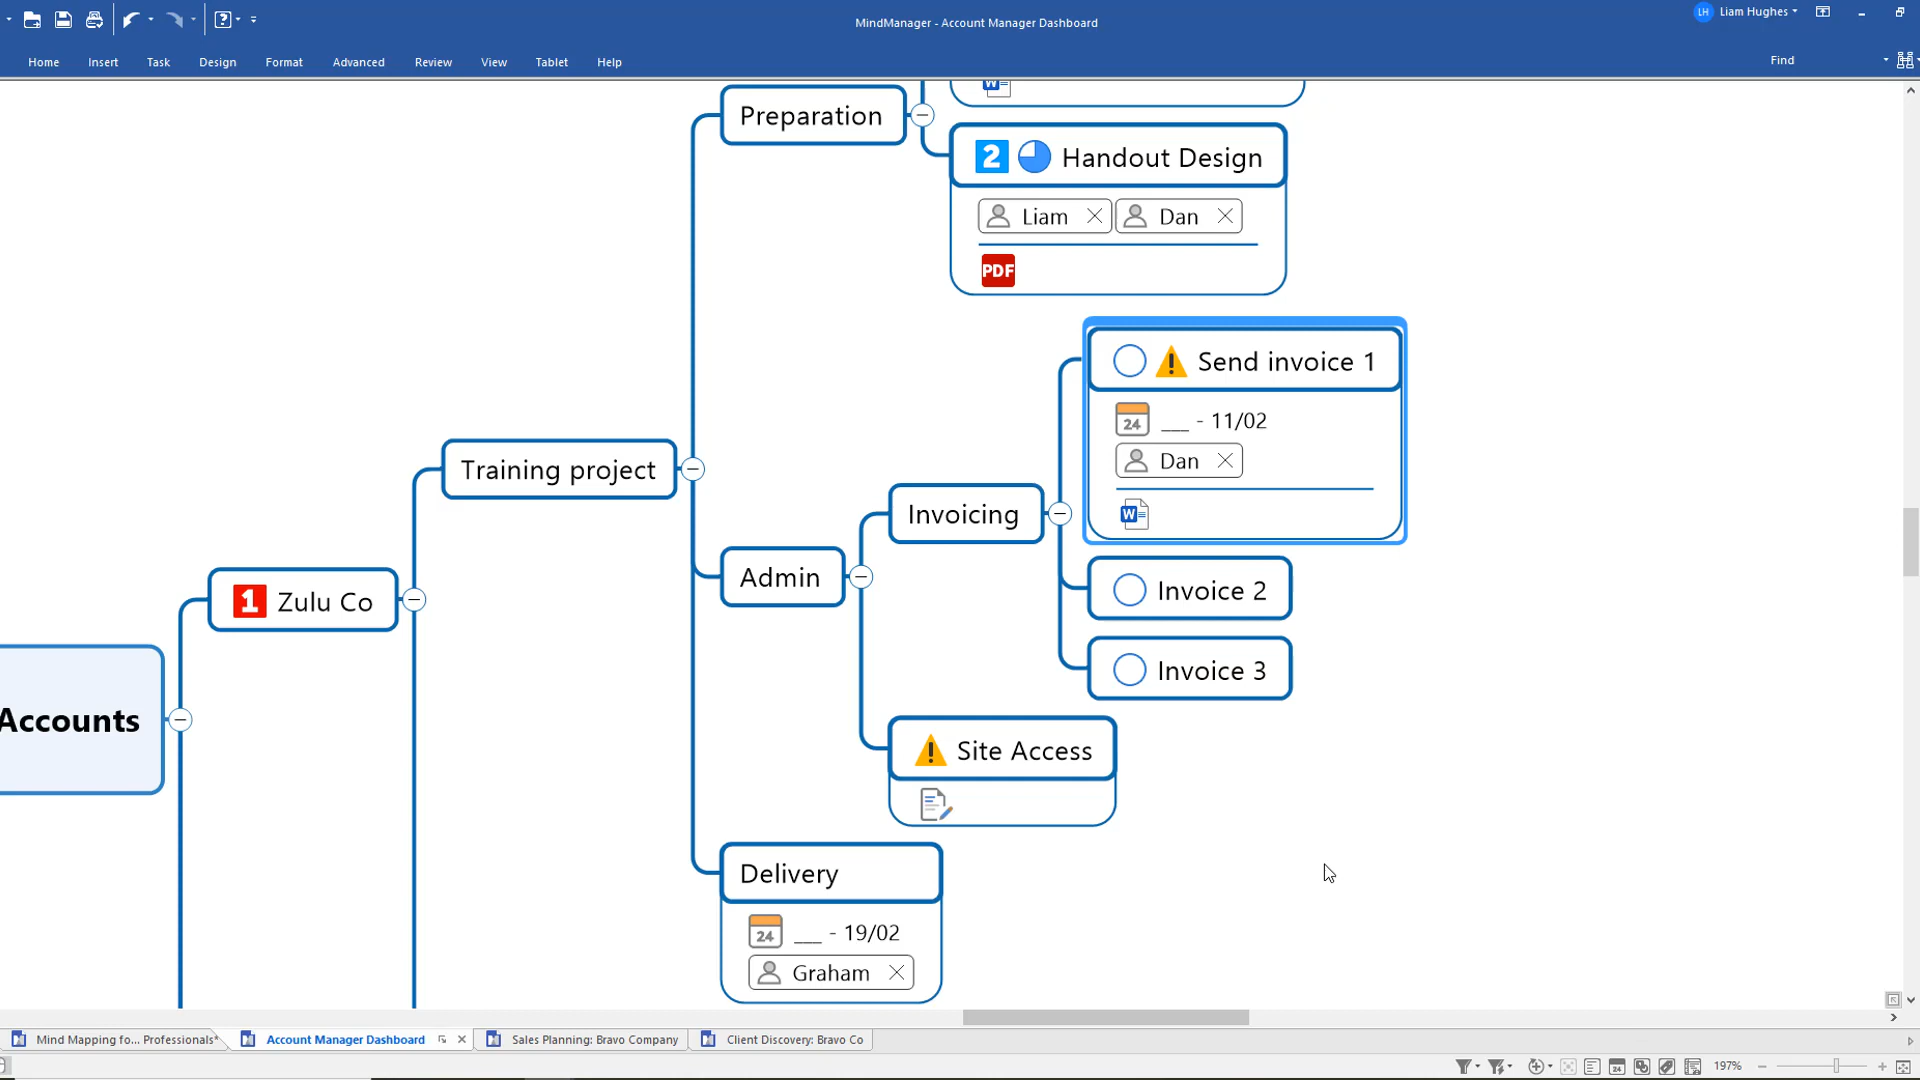 MindManager - Account Manager Dashboard
LH Liam Hughes
Home Insert Task Design Format Advanced Review View Tablet Help Find
W
Preparation
2 Handout Design
Liam Dan
PDF
Send invoice 1
24 ___ - 11/02
Dan
W
Training project
Invoicing
Admin
Invoice 2
1 Zulu Co
Invoice 3
Accounts
Site Access
Delivery
24 ___ - 19/02
Graham
Mind Mapping fo... Professionals* Account Manager Dashboard Sales Planning: Bravo Company Client Discovery: Bravo Co
24 197%